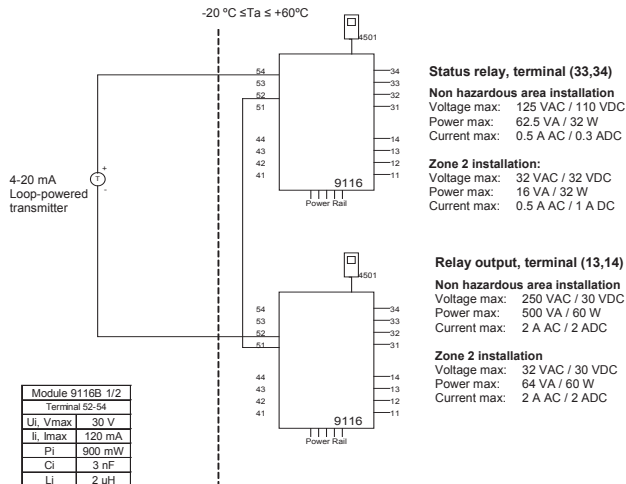 -20 ºC ≤Ta ≤ +60ºC
4501
54
53
52
51
44
43
42
41
34
33
32
31
14
13
12
11
9116
Power Rail
4-20 mA
Loop-powered
transmitter
+
T
-
Status relay, terminal (33,34)
Non hazardous area installation
Voltage max: 125 VAC / 110 VDC
Power max: 62.5 VA / 32 W
Current max: 0.5 A AC / 0.3 ADC
Zone 2 installation:
Voltage max: 32 VAC / 32 VDC
Power max: 16 VA / 32 W
Current max: 0.5 A AC / 1 A DC
4501
54
53
52
51
44
43
42
41
34
33
32
31
14
13
12
11
9116
Power Rail
Relay output, terminal (13,14)
Non hazardous area installation
Voltage max: 250 VAC / 30 VDC
Power max: 500 VA / 60 W
Current max: 2 A AC / 2 ADC
Zone 2 installation
Voltage max: 32 VAC / 30 VDC
Power max: 64 VA / 60 W
Current max: 2 A AC / 2 ADC
Module 9116B 1/2
Terminal 52-54
Ui, Vmax 30 V
Ii, Imax 120 mA
Pi 900 mW
Ci 3 nF
Li 2 uH